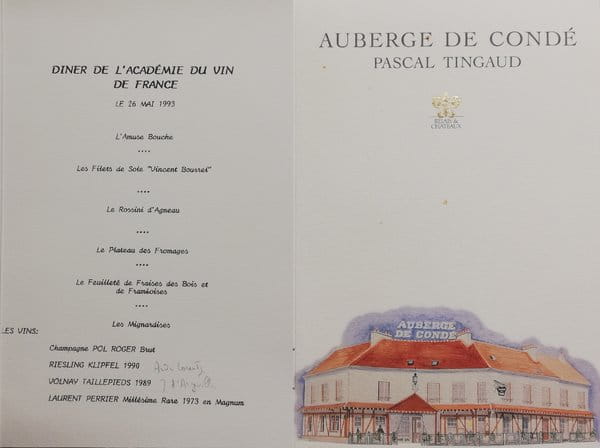 DINER DE L'ACADÉMIE DU VIN
DE FRANCE
LE 26 MAI 1993
L'Amuse Bouche
....
Les Filets de Sole "Vincent Bourrel"
....
Le Rossini d'Agneau
....
Le Plateau des Fromages
....
Le Feuilleté de Fraises des Bois et
de Framboises
....
Les Mignardises
LES VINS:
Champagne POL ROGER Brut
RIESLING KLIPFEL 1990
VOLNAY TAILLEPIEDS 1989
LAURENT PERRIER Millésime Rare 1973 en Magnum
AUBERGE DE CONDÉ
PASCAL TINGAUD
RELAIS &
CHATEAUX
AUBERGE
DE CONDÉ